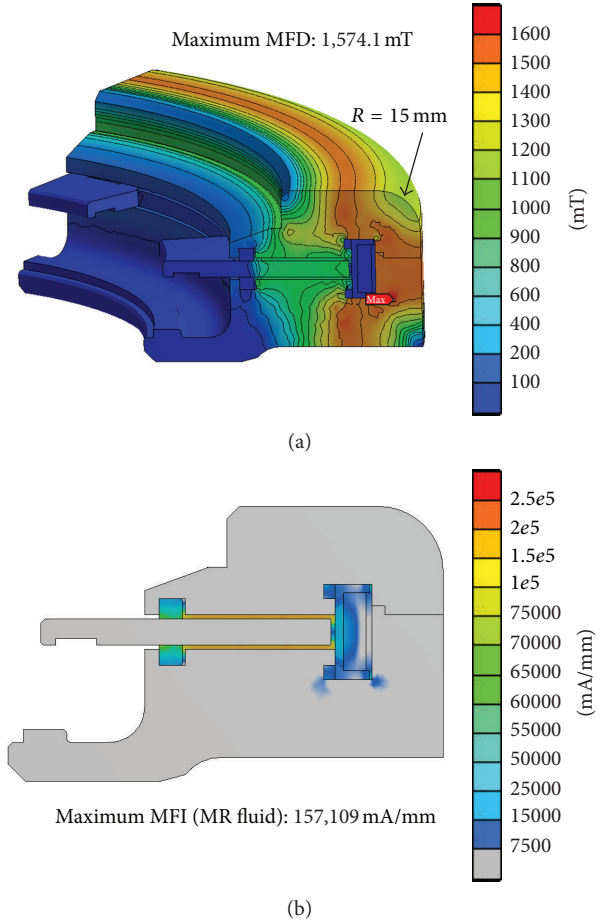 Maximum MFD: 1,574.1 mT
R = 15 mm
Max
1600
1400
1300
1200
1100
1000
900
800
600
400
200
100
(mT)
(a)
2.5e5
2e5
1.5e5
1e5
75000
70000
65000
60000
55000
50000
25000
15000
7500
(mA/mm)
Maximum MFI (MR fluid): 157,109 mA/mm
(b)